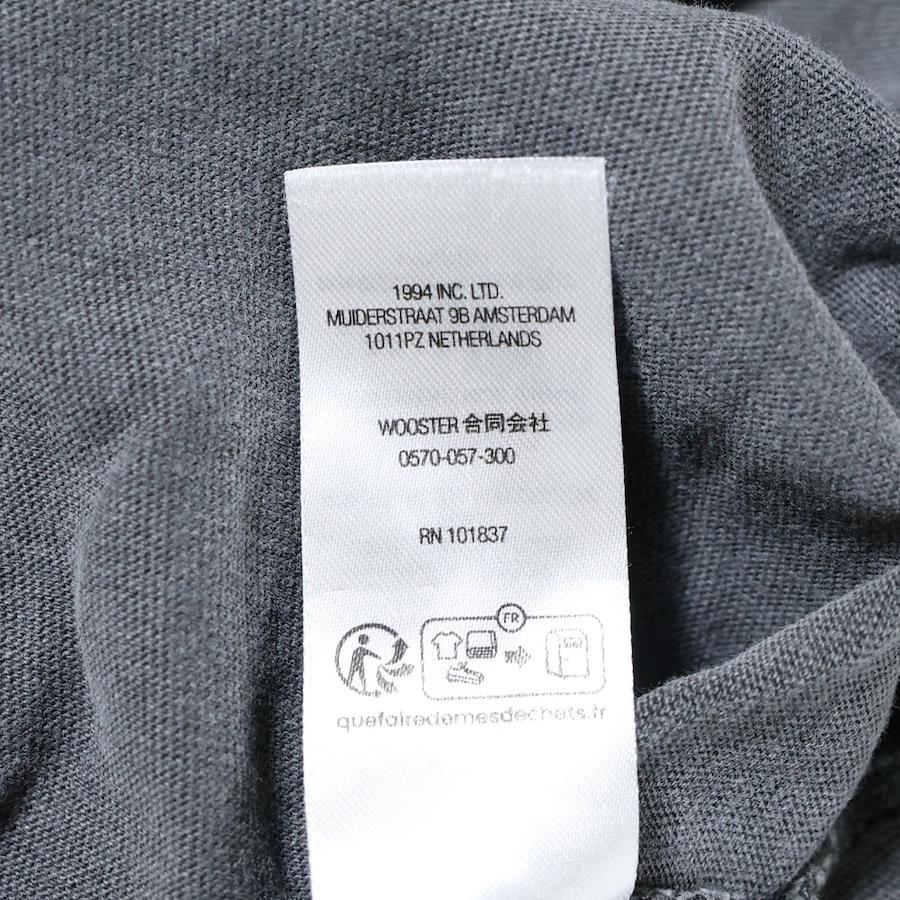 1994 INC. LTD.
MUIDERSTRAAT 9B AMSTERDAM
1011PZ NETHERLANDS
WOOSTER 合同会社
0570-057-300
RN 101837
FR
quefairedemesdechets.fr